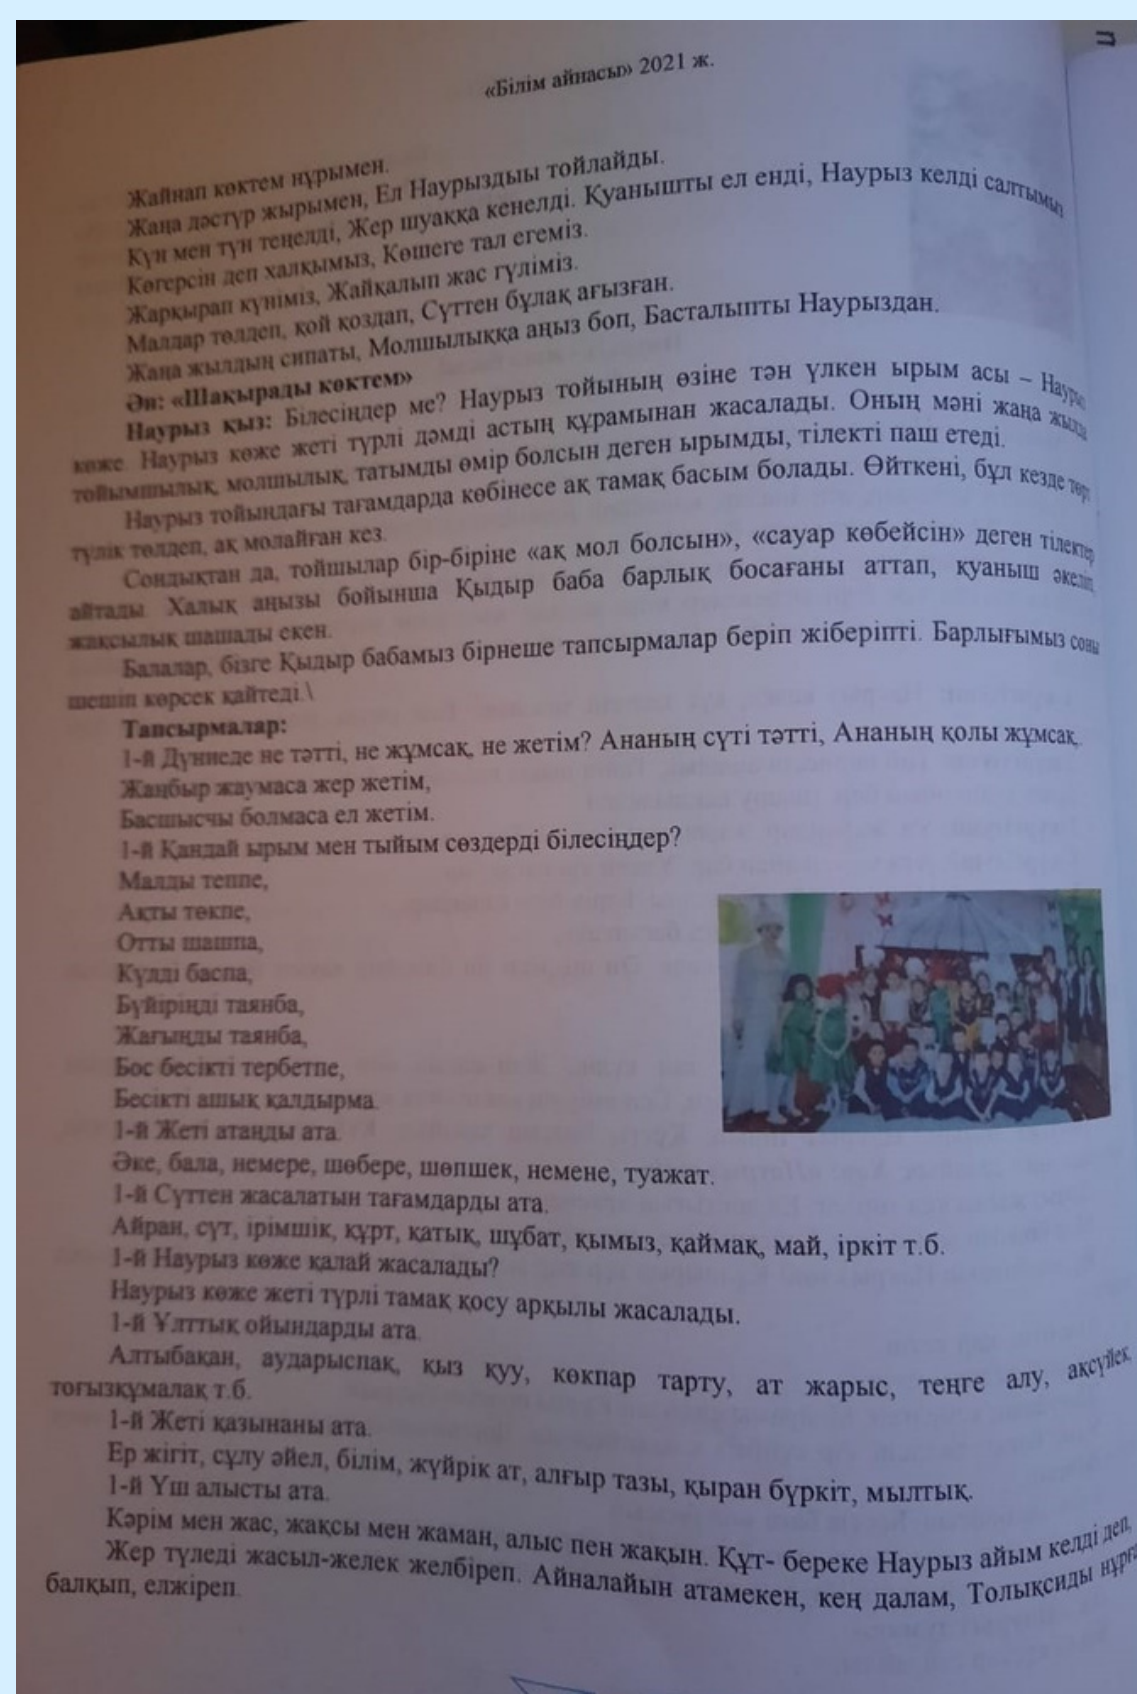 «Білім айнасы» 2021 ж.
Жайнап көктем нұрымен.
Жаңа дәстүр жырымен, Ел Наурыздыы тойлайды.
Күн мен түн теңелді, Жер шуаққа кенелді. Қуанышты ел енді, Наурыз келді салтымыз
Көгерсін деп халқымыз, Көшеге тал егеміз.
Жарқырап күніміз, Жайқалып жас гүліміз.
Малдар төлдеп, қой қоздап, Сүттен бұлақ ағызған.
Жаңа жылдың сипаты, Молшылыққа аңыз боп, Басталыпты Наурыздан.
Ән: «Шақырады көктем»
Наурыз қыз: Білесіңдер ме? Наурыз тойының өзіне тән үлкен ырым асы – Наурыз
көже. Наурыз көже жеті түрлі дәмді астың құрамынан жасалады. Оның мәні жаңа жылда
тойымшылық, молшылық, татымды өмір болсын деген ырымды, тілекті паш етеді.
Наурыз тойындағы тағамдарда көбінесе ақ тамақ басым болады. Өйткені, бұл кезде төрт
түлік төлдеп, ақ молайған кез.
Сондықтан да, тойшылар бір-біріне «ақ мол болсын», «сауар көбейсін» деген тілектер
айтады. Халық аңызы бойынша Қыдыр баба барлық босағаны аттап, қуаныш әкеліп,
жақсылық шашады екен.
Балалар, бізге Қыдыр бабамыз бірнеше тапсырмалар беріп жіберіпті. Барлығымыз соны
шешіп көрсек қайтеді.\
Тапсырмалар:
1-й Дүниеде не тәтті, не жұмсақ, не жетім? Ананың сүті тәтті, Ананың қолы жұмсақ,
Жаңбыр жаумаса жер жетім,
Басшысчы болмаса ел жетім.
1-й Қандай ырым мен тыйым сөздерді білесіңдер?
Малды теппе,
Ақты төкпе,
Отты шашпа,
Күлді баспа,
Бүйіріңді таянба,
Жағыңды таянба,
Бос бесікті тербетпе,
Бесікті ашық қалдырма.
1-й Жеті атаңды ата.
Әке, бала, немере, шөбере, шөпшек, немене, туажат.
1-й Сүттен жасалатын тағамдарды ата.
Айран, сүт, ірімшік, құрт, қатық, шұбат, қымыз, қаймақ, май, іркіт т.б.
1-й Наурыз көже қалай жасалады?
Наурыз көже жеті түрлі тамақ қосу арқылы жасалады.
1-й Ұлттық ойындарды ата.
Алтыбақан, аударыспақ, қыз қуу, көкпар тарту, ат жарыс, теңге алу, ақсүйек,
тоғызқұмалақ т.б.
1-й Жеті қазынаны ата.
Ер жігіт, сұлу әйел, білім, жүйрік ат, алғыр тазы, қыран бүркіт, мылтық.
1-й Үш алысты ата.
Кәрім мен жас, жақсы мен жаман, алыс пен жақын. Құт- береке Наурыз айым келді деп,
Жер түледі жасыл-желек желбіреп. Айналайын атамекен, кең далам, Толықсиды нұрға
балқып, елжіреп.